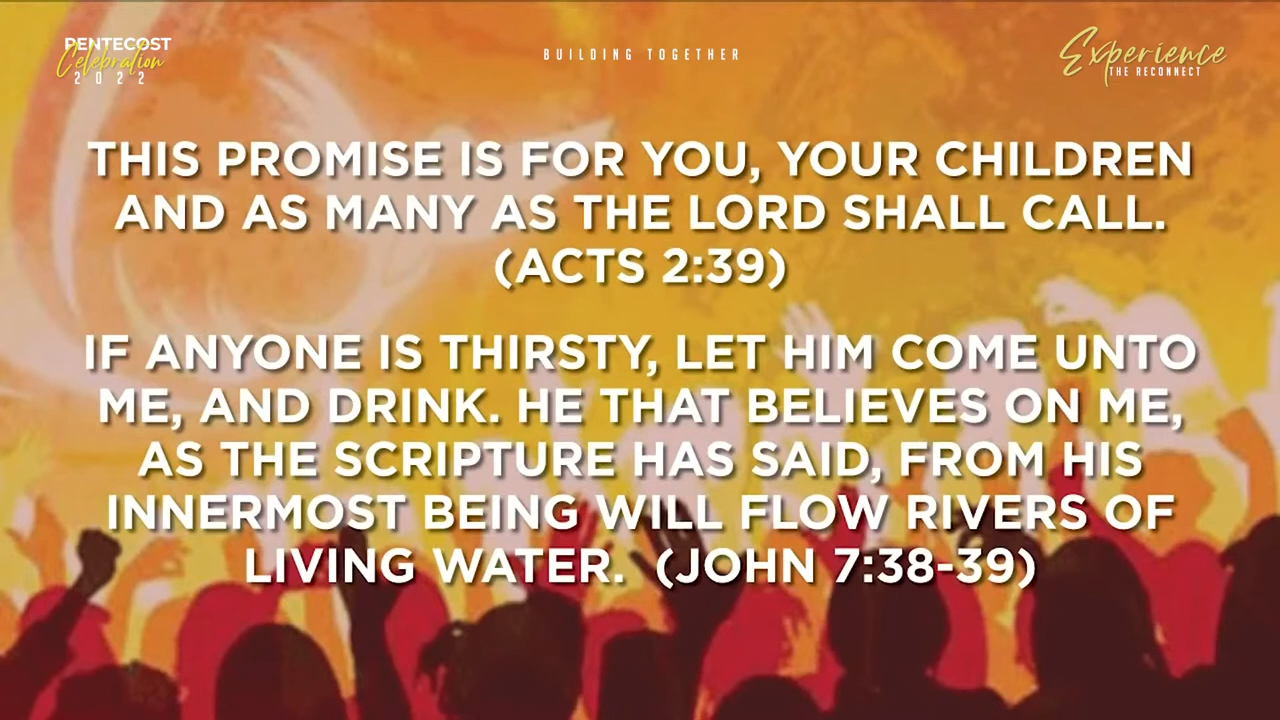 PENTECOST
Celebration
2022
BUILDING TOGETHER
Experience
THE RECONNECT
THIS PROMISE IS FOR YOU, YOUR CHILDREN
AND AS MANY AS THE LORD SHALL CALL.
(ACTS 2:39)
IF ANYONE IS THIRSTY, LET HIM COME UNTO
ME, AND DRINK. HE THAT BELIEVES ON ME,
AS THE SCRIPTURE HAS SAID, FROM HIS
INNERMOST BEING WILL FLOW RIVERS OF
LIVING WATER. (JOHN 7:38-39)